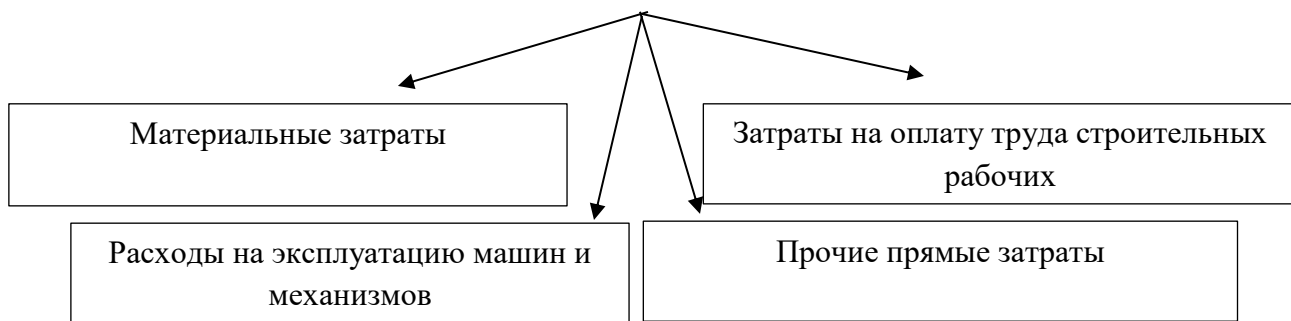 Материальные затраты
Затраты на оплату труда строительных
рабочих
Расходы на эксплуатацию машин и
механизмов
Прочие прямые затраты